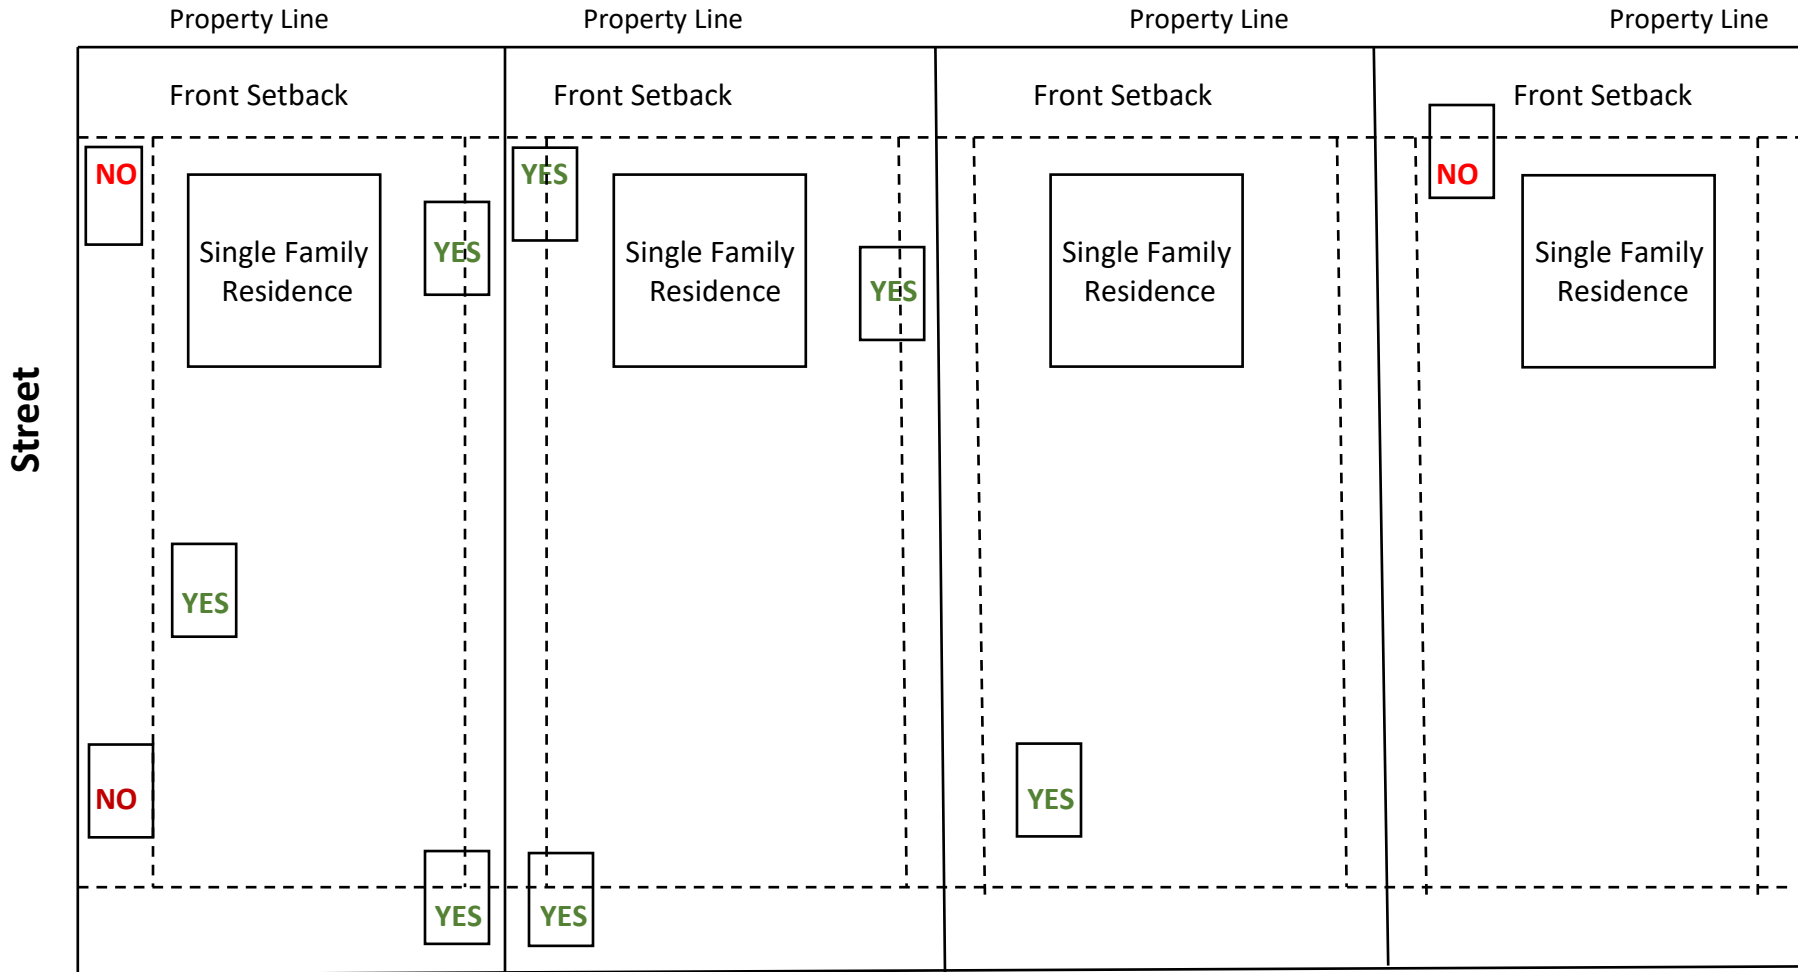 Property Line
Property Line
Property Line
Property Line
Front Setback
Front Setback
Front Setback
Front Setback
NO
YES
NO
Single Family
Residence
YES
Single Family
Residence
YES
Single Family
Residence
Single Family
Residence
Street
YES
NO
YES
YES
YES